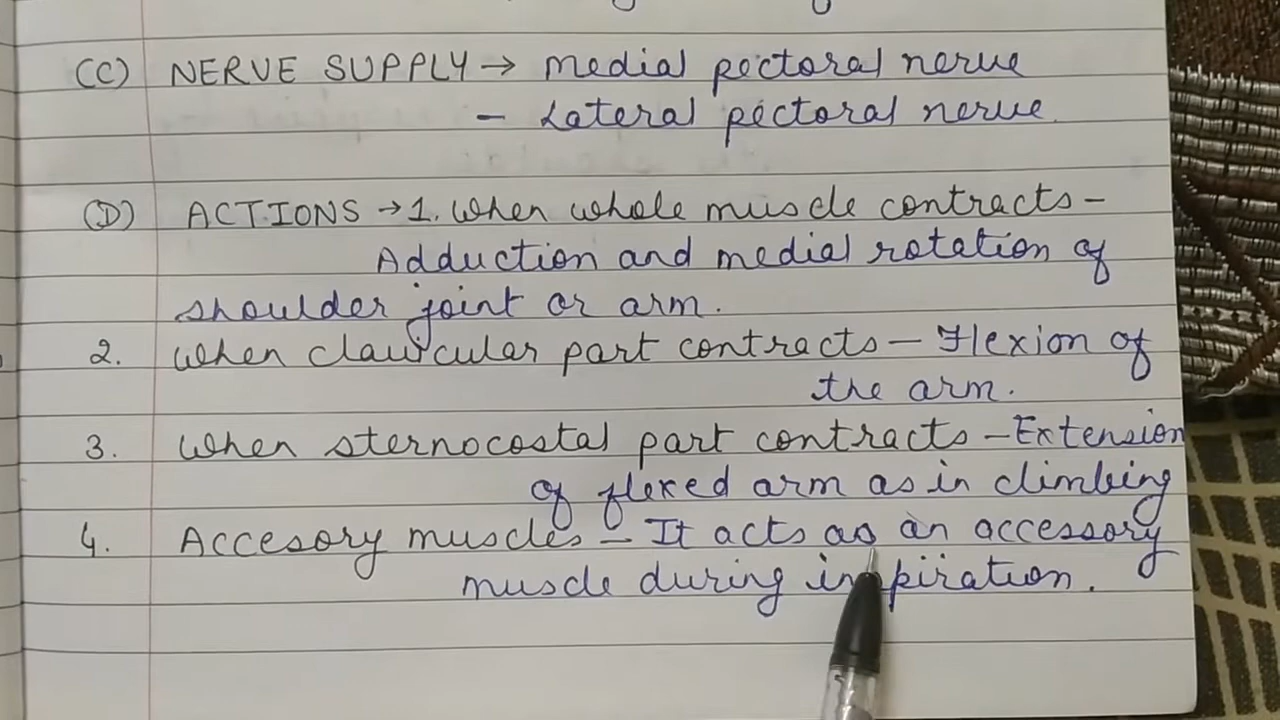 (C) NERVE SUPPLY → medial pectoral nerve
- Lateral pectoral nerve.
(D) ACTIONS → 1. When whole muscle contracts -
Adduction and medial rotation of
shoulder joint or arm.
2. When clavicular part contracts - Flexion of
the arm.
3. When sternocostal part contracts - Extension
of flexed arm as in climbing
4. Accesory muscles - It acts as an accessory
muscle during inspiration.